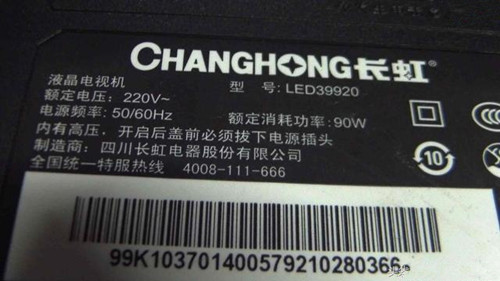 CHANGHONG长虹®
液晶电视机 型 号: LED39920
额定电压: 220V~ 额定消耗功率: 90W
电源频率: 50/60Hz
内有高压，开启后盖前必须拔下电源插头
制造商: 四川长虹电器股份有限公司
全国统一特服热线 4008-111-666
10
99K103701400579210280366